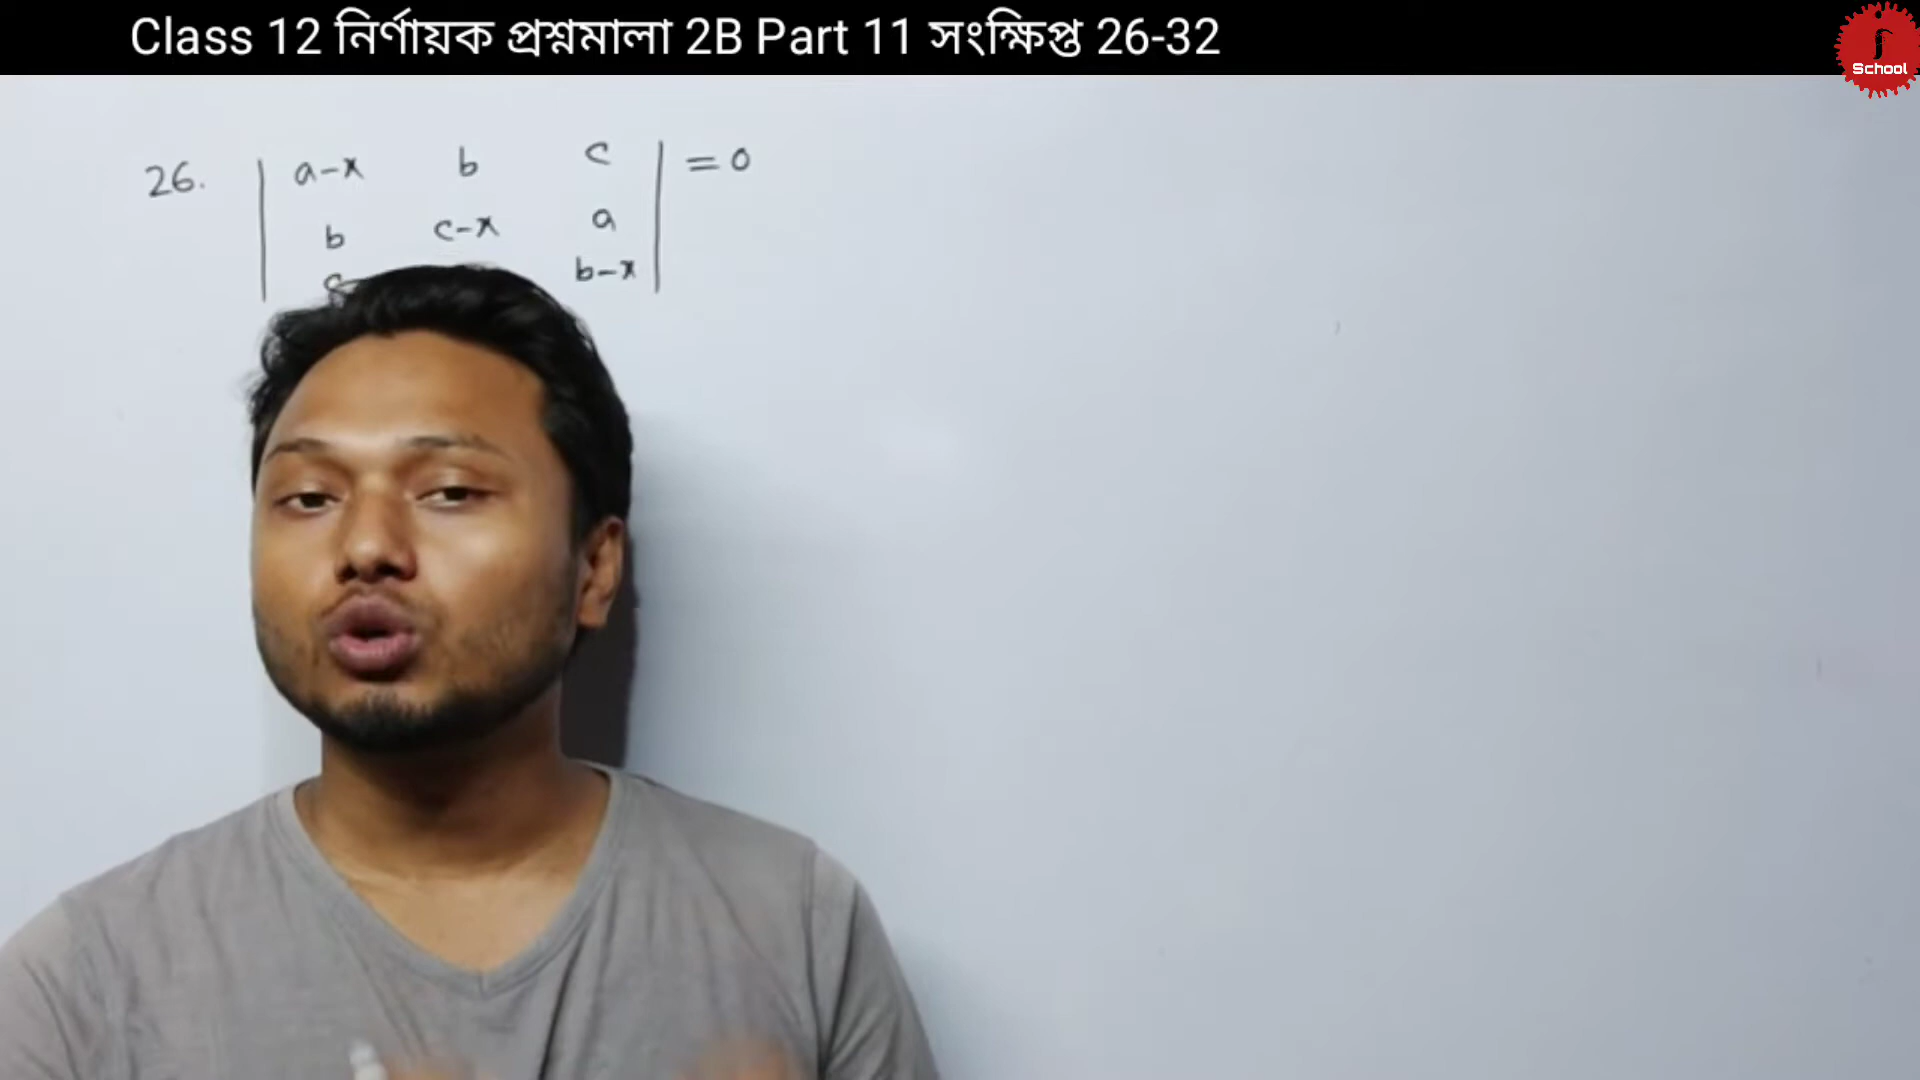 Class 12 নির্ণায়ক প্রশ্নমালা 2B Part 11 সংক্ষিপ্ত 26-32
School
26. | a-x b c | = 0
b c-x a
c b-x